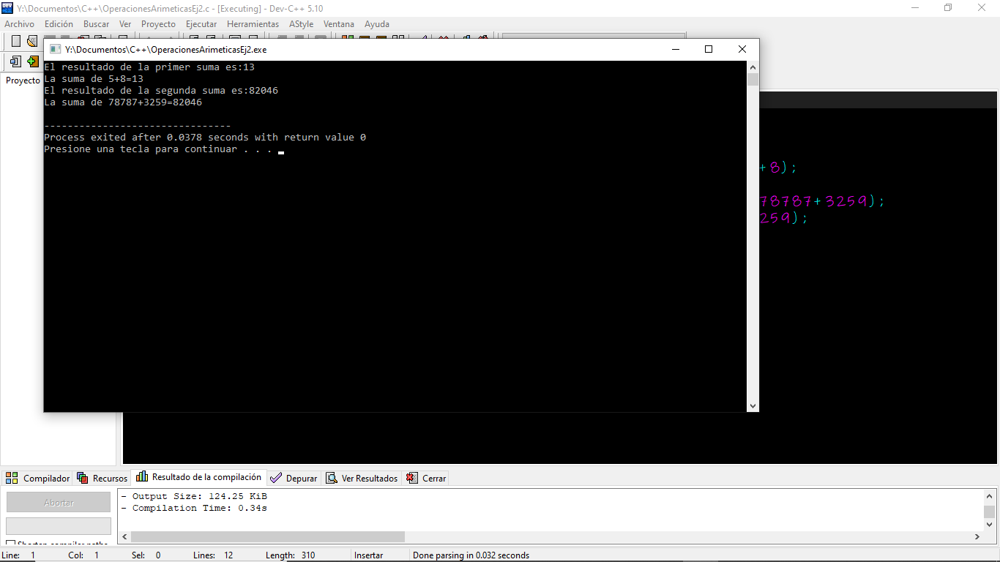 Y:\Documentos\C++\OperacionesArimeticasEj2.c - [Executing] - Dev-C++ 5.10
Archivo Edición Buscar Ver Proyecto Ejecutar Herramientas AStyle Ventana Ayuda
Y:\Documentos\C++\OperacionesArimeticasEj2.exe
Proyecto
El resultado de la primer suma es:13
La suma de 5+8=13
El resultado de la segunda suma es:82046
La suma de 78787+3259=82046
--------------------------------
Process exited after 0.0378 seconds with return value 0
Presione una tecla para continuar . . .
+8);
78787+3259);
259);
Compilador Recursos Resultado de la compilación Depurar Ver Resultados Cerrar
Abortar
- Output Size: 124.25 KiB
- Compilation Time: 0.34s
Line: 1 Col: 1 Sel: 0 Lines: 12 Length: 310 Insertar Done parsing in 0.032 seconds